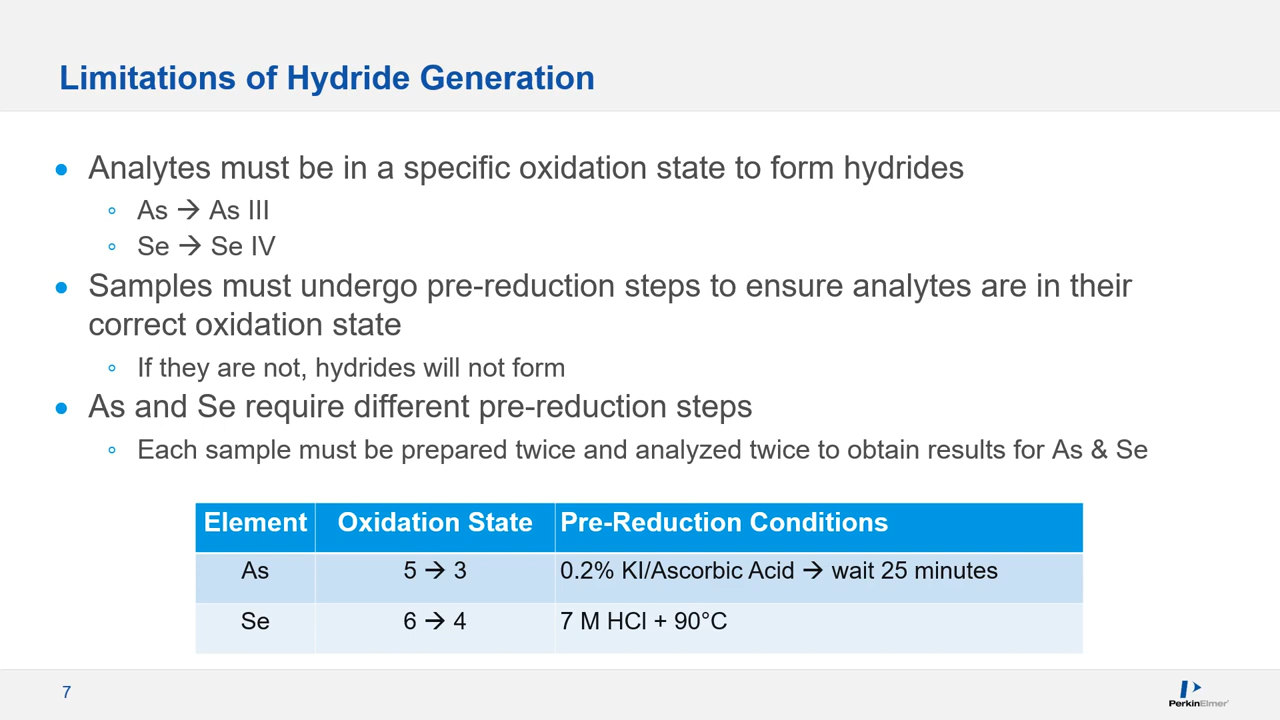 Limitations of Hydride Generation
• Analytes must be in a specific oxidation state to form hydrides
◦ As → As III
◦ Se → Se IV
• Samples must undergo pre-reduction steps to ensure analytes are in their
correct oxidation state
◦ If they are not, hydrides will not form
• As and Se require different pre-reduction steps
◦ Each sample must be prepared twice and analyzed twice to obtain results for As & Se
Element Oxidation State Pre-Reduction Conditions
As 5 → 3 0.2% KI/Ascorbic Acid → wait 25 minutes
Se 6 → 4 7 M HCl + 90°C
7
PerkinElmer